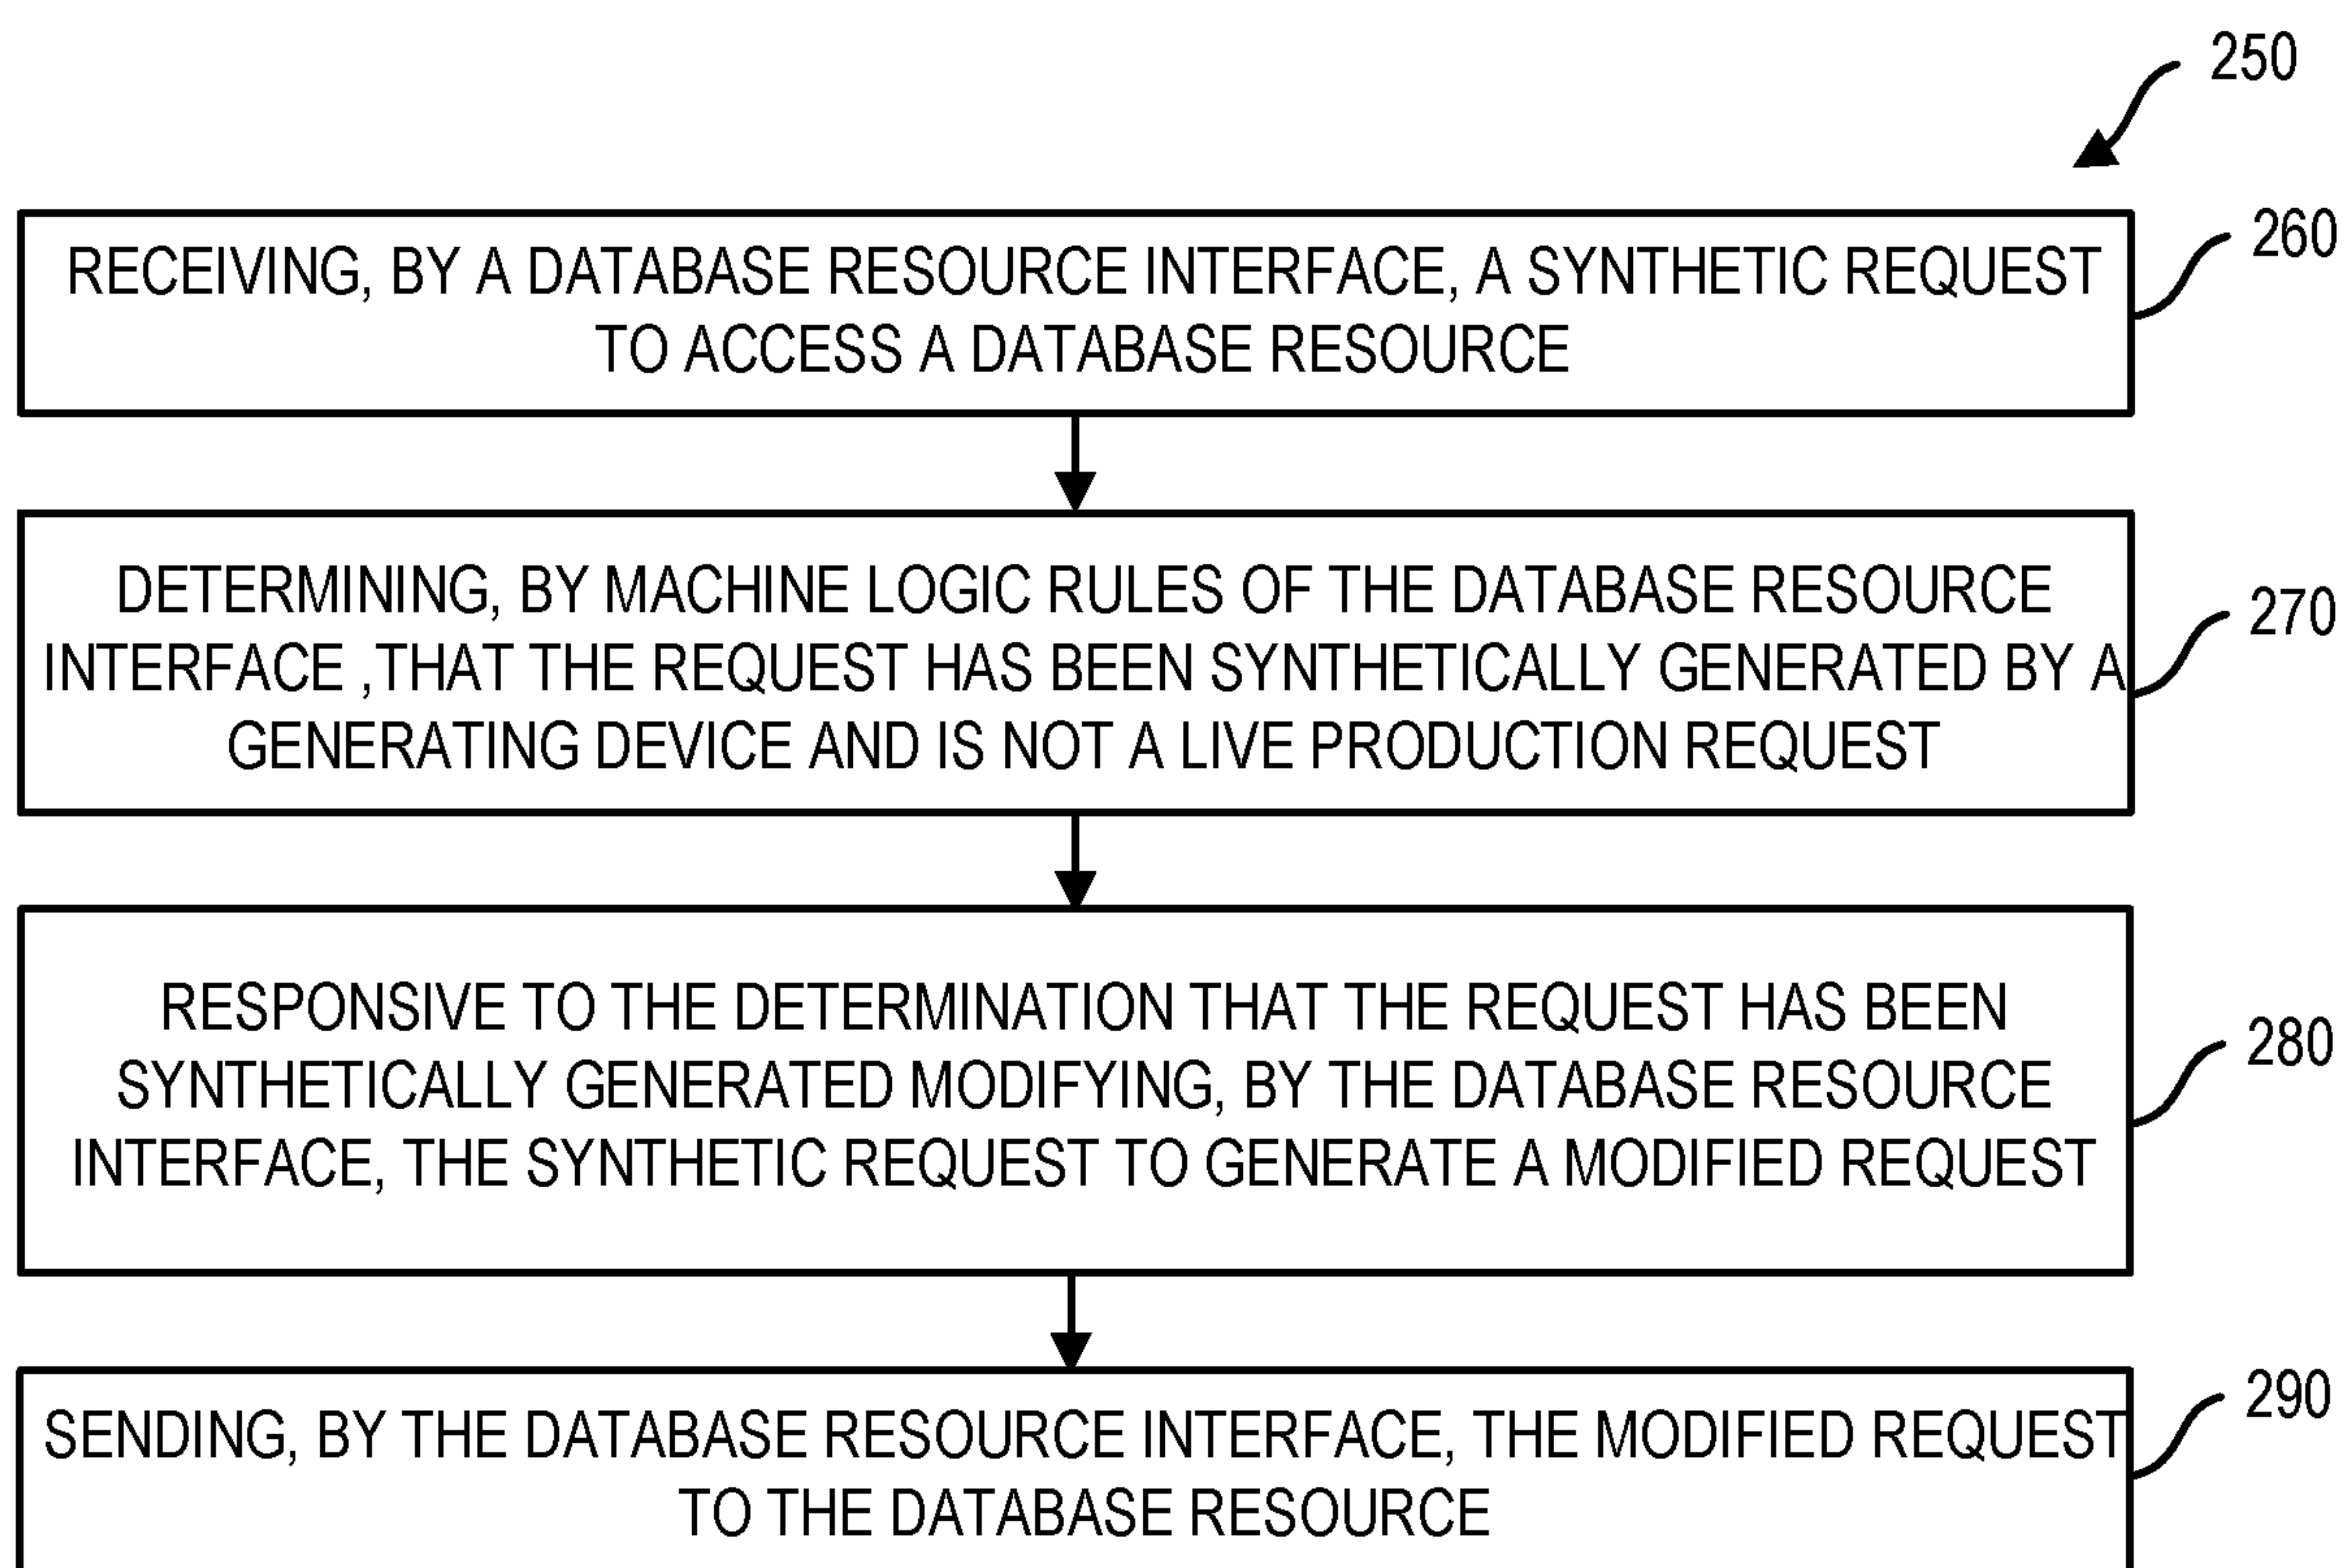 250
RECEIVING, BY A DATABASE RESOURCE INTERFACE, A SYNTHETIC REQUEST
TO ACCESS A DATABASE RESOURCE
260
DETERMINING, BY MACHINE LOGIC RULES OF THE DATABASE RESOURCE
INTERFACE ,THAT THE REQUEST HAS BEEN SYNTHETICALLY GENERATED BY A
GENERATING DEVICE AND IS NOT A LIVE PRODUCTION REQUEST
270
RESPONSIVE TO THE DETERMINATION THAT THE REQUEST HAS BEEN
SYNTHETICALLY GENERATED MODIFYING, BY THE DATABASE RESOURCE
INTERFACE, THE SYNTHETIC REQUEST TO GENERATE A MODIFED REQUEST
280
SENDING, BY THE DATABASE RESOURCE INTERFACE, THE MODIFIED REQUEST
TO THE DATABASE RESOURCE
290